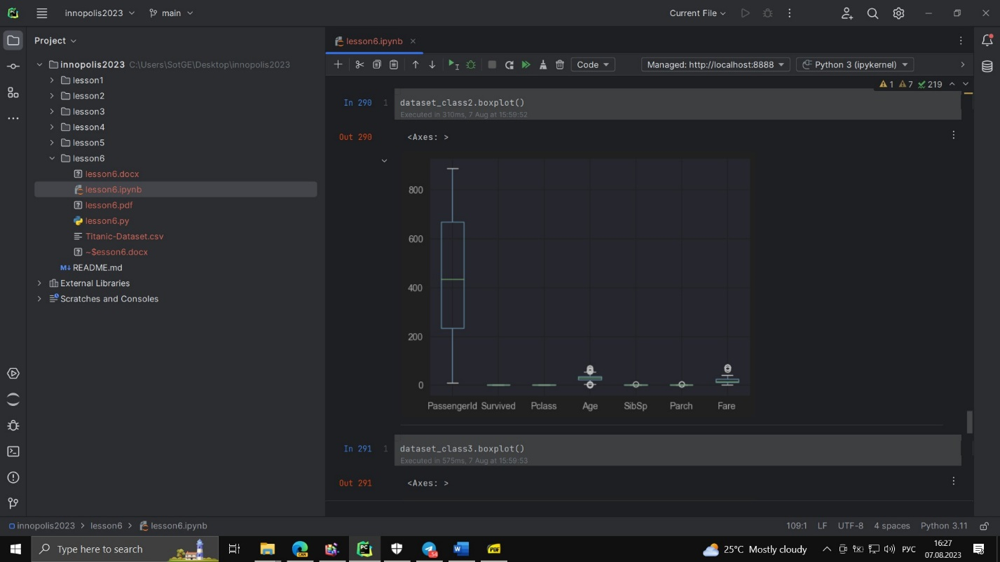 innopolis2023 main Current File
Project
lesson6.ipynb
innopolis2023 C:\Users\SotGE\Desktop\innopolis2023
lesson1
lesson2
lesson3
lesson4
lesson5
lesson6
lesson6.docx
lesson6.ipynb
lesson6.pdf
lesson6.py
Titanic-Dataset.csv
~$esson6.docx
README.md
External Libraries
Scratches and Consoles
Code Managed: http://localhost:8888 Python 3 (ipykernel)
1 7 219
In 290 1 dataset_class2.boxplot()
Executed in 310ms, 7 Aug at 15:59:52
Out 290 <Axes: >
800
600
400
200
0
PassengerId Survived Pclass Age SibSp Parch Fare
In 291 1 dataset_class3.boxplot()
Executed in 575ms, 7 Aug at 15:59:53
Out 291 <Axes: >
innopolis2023 > lesson6 > lesson6.ipynb 109:1 LF UTF-8 4 spaces Python 3.11
Type here to search 25°C Mostly cloudy РУС 16:27
07.08.2023